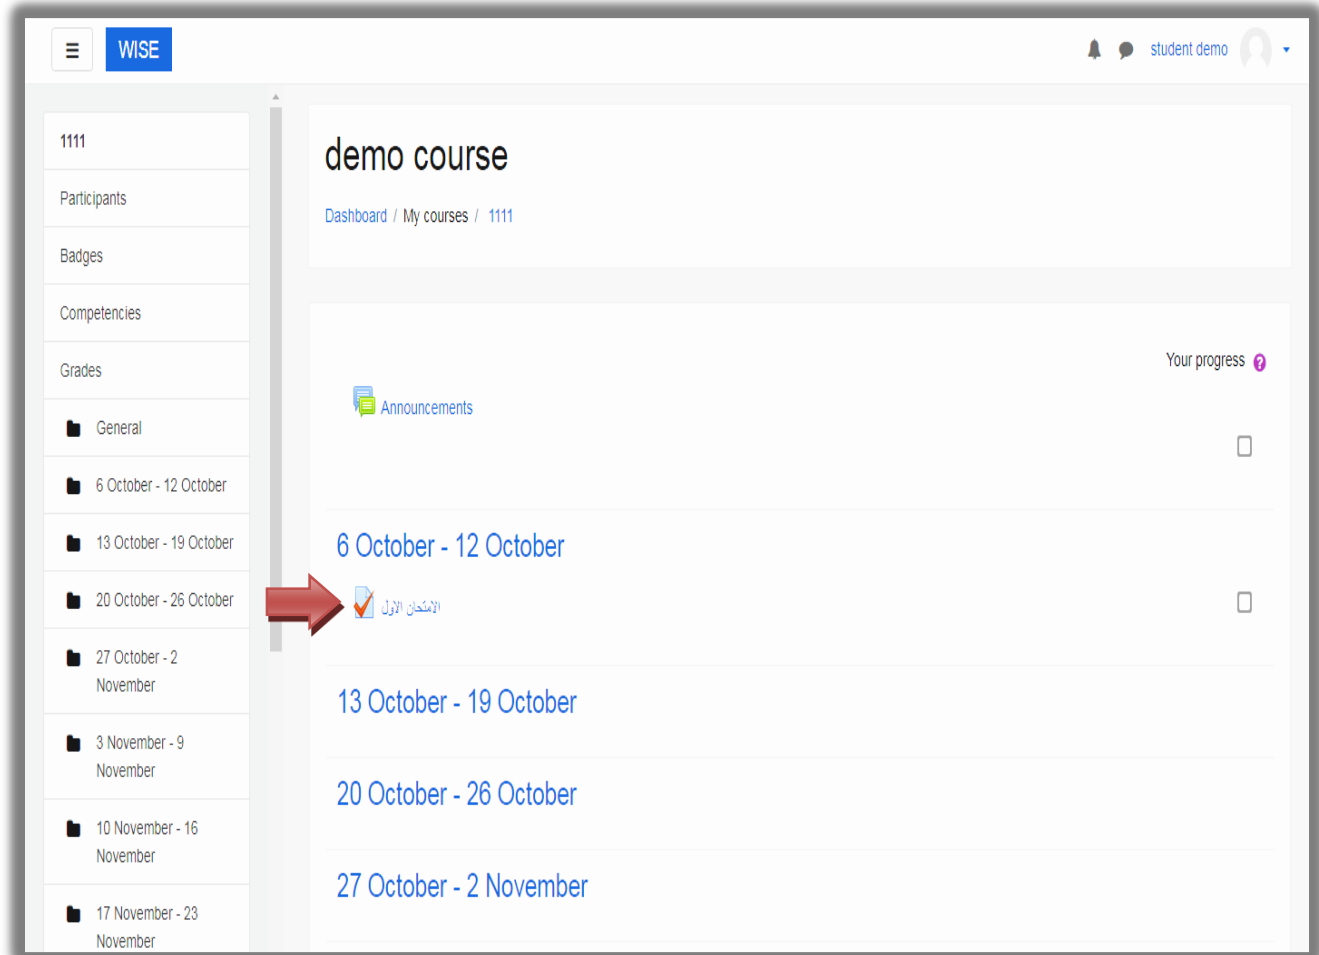 ☰ WISE student demo
1111
Participants
Badges
Competencies
Grades
General
6 October - 12 October
13 October - 19 October
20 October - 26 October
27 October - 2
November
3 November - 9
November
10 November - 16
November
17 November - 23
November
demo course
Dashboard / My courses / 1111
Your progress
Announcements
6 October - 12 October
الامتحان الاول
13 October - 19 October
20 October - 26 October
27 October - 2 November